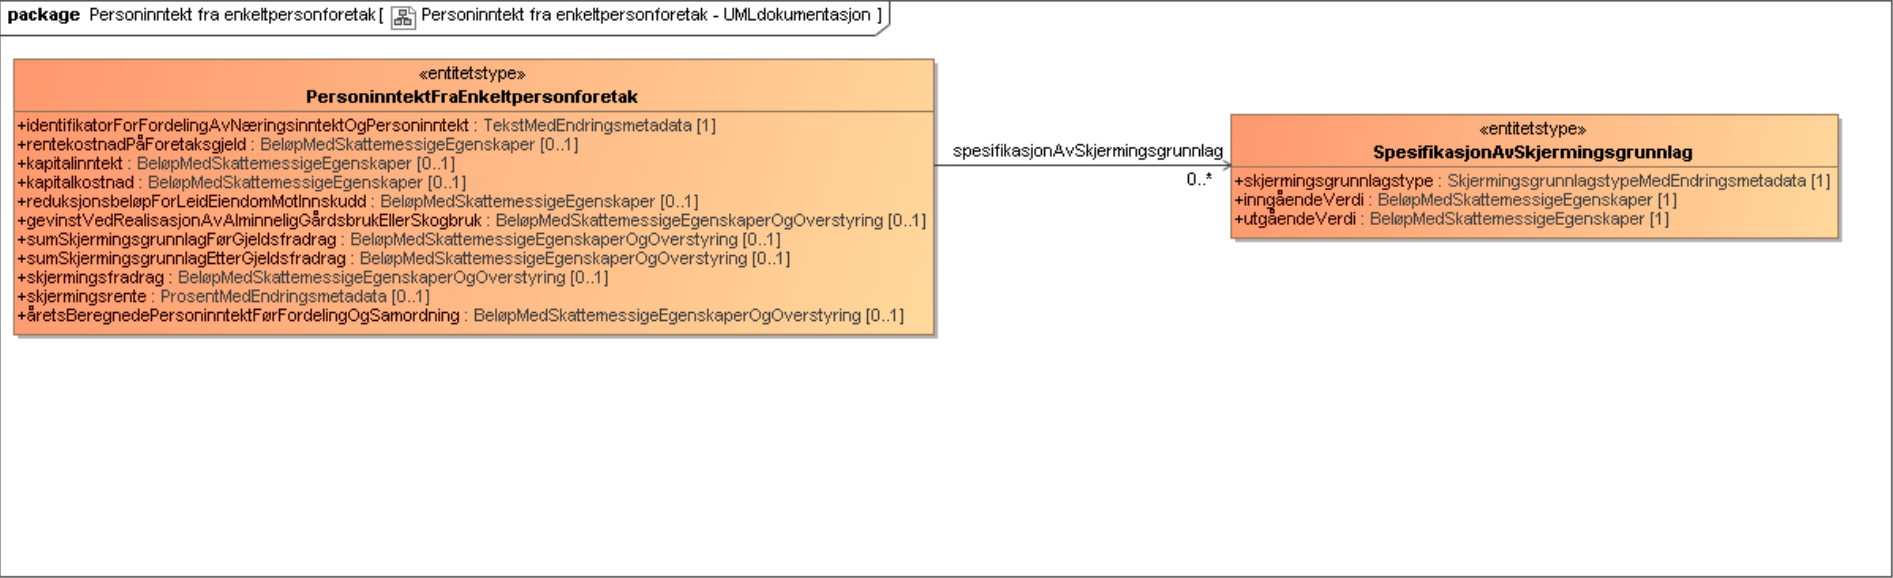 package Personinntekt fra enkeltpersonforetak [ Personinntekt fra enkeltpersonforetak - UMLdokumentasjon ]
«entitetstype»
PersoninntektFraEnkeltpersonforetak
+identifikatorForFordelingAvNæringsinntektOgPersoninntekt : TekstMedEndringsmetadata [1]
+rentekostnadPåForetaksgjeld : BeløpMedSkattemessigeEgenskaper [0..1]
+kapitalinntekt : BeløpMedSkattemessigeEgenskaper [0..1]
+kapitalkostnad : BeløpMedSkattemessigeEgenskaper [0..1]
+reduksjonsbeløpForLeidEiendomMotInnskudd : BeløpMedSkattemessigeEgenskaper [0..1]
+gevinstVedRealisasjonAvAlminneligGårdsbrukEllerSkogbruk : BeløpMedSkattemessigeEgenskaperOgOverstyring [0..1]
+sumSkjermingsgrunnlagFørGjeldsfradrag : BeløpMedSkattemessigeEgenskaperOgOverstyring [0..1]
+sumSkjermingsgrunnlagEtterGjeldsfradrag : BeløpMedSkattemessigeEgenskaperOgOverstyring [0..1]
+skjermingsfradrag : BeløpMedSkattemessigeEgenskaperOgOverstyring [0..1]
+skjermingsrente : ProsentMedEndringsmetadata [0..1]
+åretsBeregnedePersoninntektFørFordelingOgSamordning : BeløpMedSkattemessigeEgenskaperOgOverstyring [0..1]
spesifikasjonAvSkjermingsgrunnlag
0..*
«entitetstype»
SpesifikasjonAvSkjermingsgrunnlag
+skjermingsgrunnlagstype : SkjermingsgrunnlagstypeMedEndringsmetadata [1]
+inngåendeVerdi : BeløpMedSkattemessigeEgenskaper [1]
+utgåendeVerdi : BeløpMedSkattemessigeEgenskaper [1]